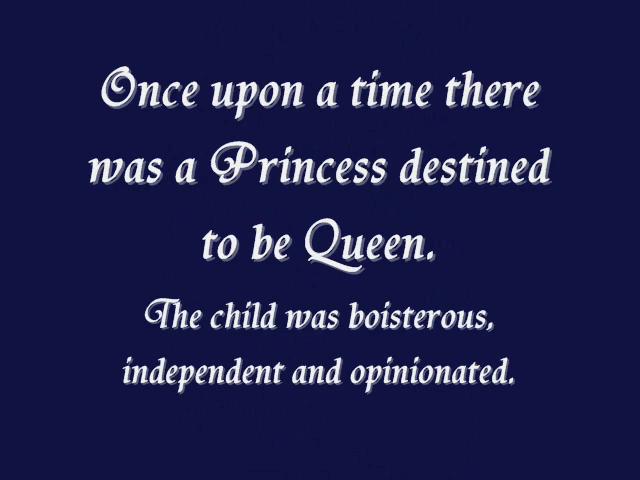 Once upon a time there
was a Princess destined
to be Queen.
The child was boisterous,
independent and opinionated.